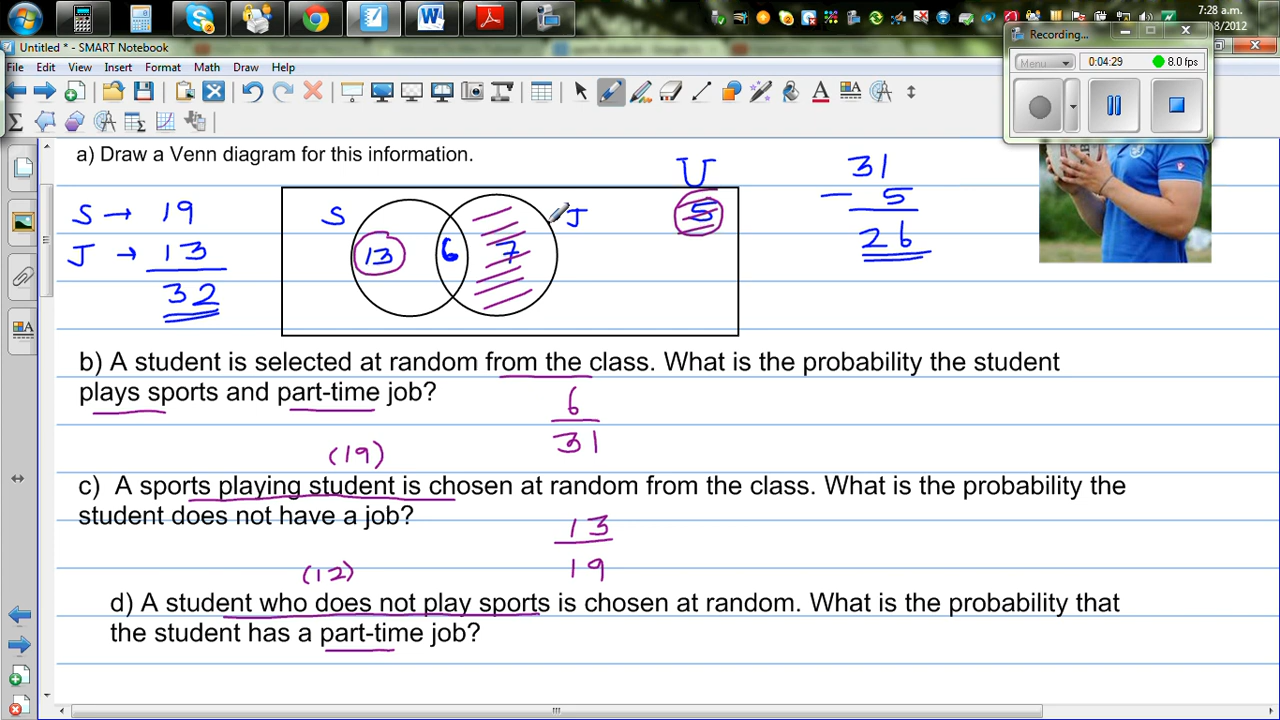 7:28 am
8/2012
Untitled * - SMART Notebook
File Edit View Insert Format Math Draw Help
Recording...
Menu 0:04:29 8.0 fps
a) Draw a Venn diagram for this information.
S → 19
J → 13
32
U
S 13 6 7 J 5
31
- 5
26
b) A student is selected at random from the class. What is the probability the student
plays sports and part-time job?
6
31
(19)
c) A sports playing student is chosen at random from the class. What is the probability the
student does not have a job?
13
19
(12)
d) A student who does not play sports is chosen at random. What is the probability that
the student has a part-time job?